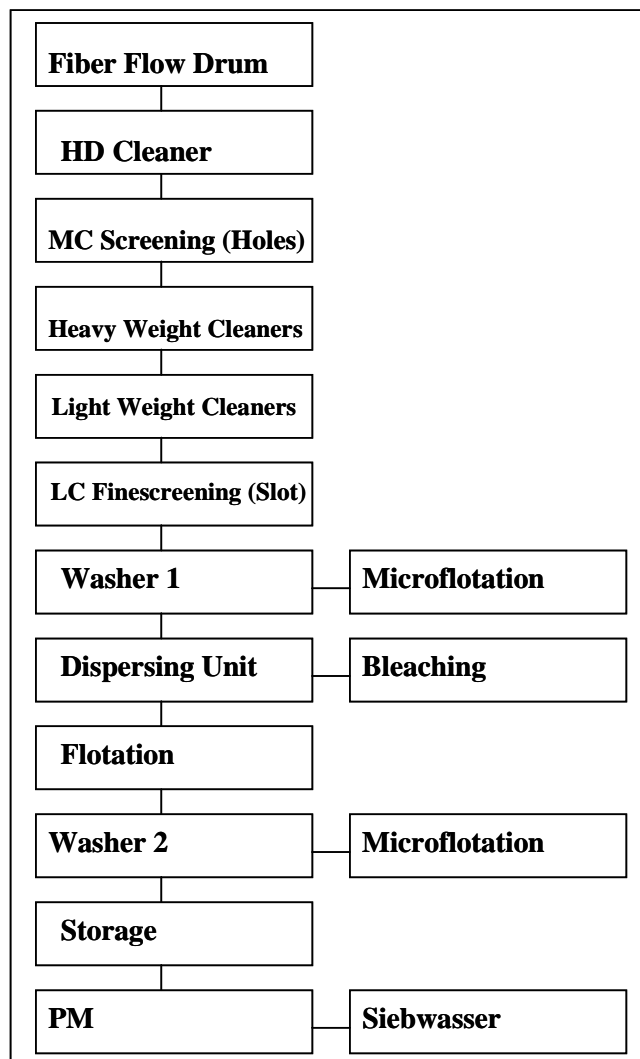 Fiber Flow Drum
HD Cleaner
MC Screening (Holes)
Heavy Weight Cleaners
Light Weight Cleaners
LC Finescreening (Slot)
Washer 1
Microflotation
Dispersing Unit
Bleaching
Flotation
Washer 2
Microflotation
Storage
PM
Siebwasser